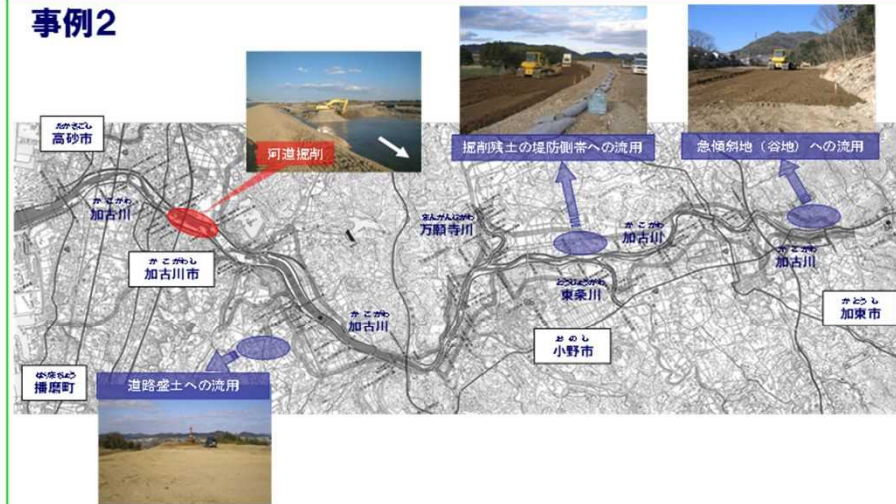 事例2
河道掘削
掘削残土の堤防側帯への流用
急傾斜地（谷地）への流用
たかさごし
高砂市
かこがわ
加古川
かこがわし
加古川市
まんがんじがわ
万願寺川
かこがわ
加古川
かこがわ
加古川
とうじょうがわ
東条川
かとうし
加東市
かこがわ
加古川
おのし
小野市
はりまちょう
播磨町
道路盛土への流用